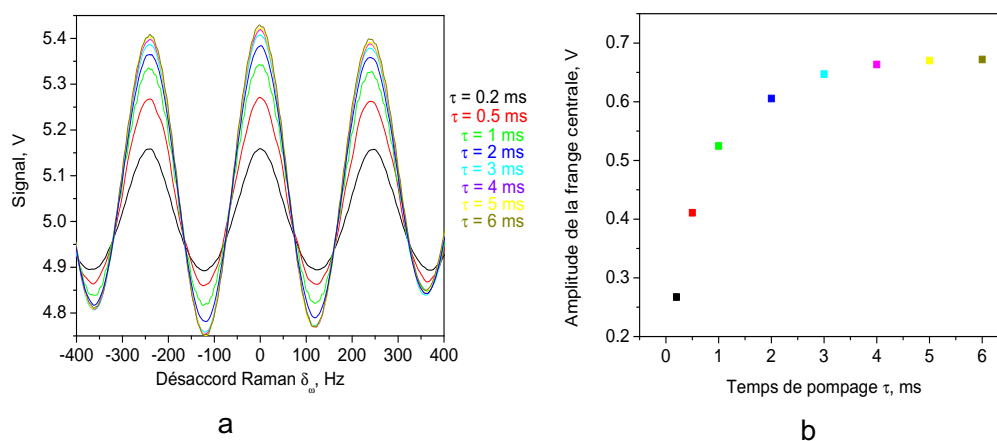 5.4
5.3
5.2
5.1
5.0
4.9
4.8
Signal, V
-400 -300 -200 -100 0 100 200 300 400
Désaccord Raman δω, Hz
τ = 0.2 ms
τ = 0.5 ms
τ = 1 ms
τ = 2 ms
τ = 3 ms
τ = 4 ms
τ = 5 ms
τ = 6 ms
a
0.7
0.6
0.5
0.4
0.3
0.2
Amplitude de la frange centrale, V
0 1 2 3 4 5 6
Temps de pompage τ, ms
b